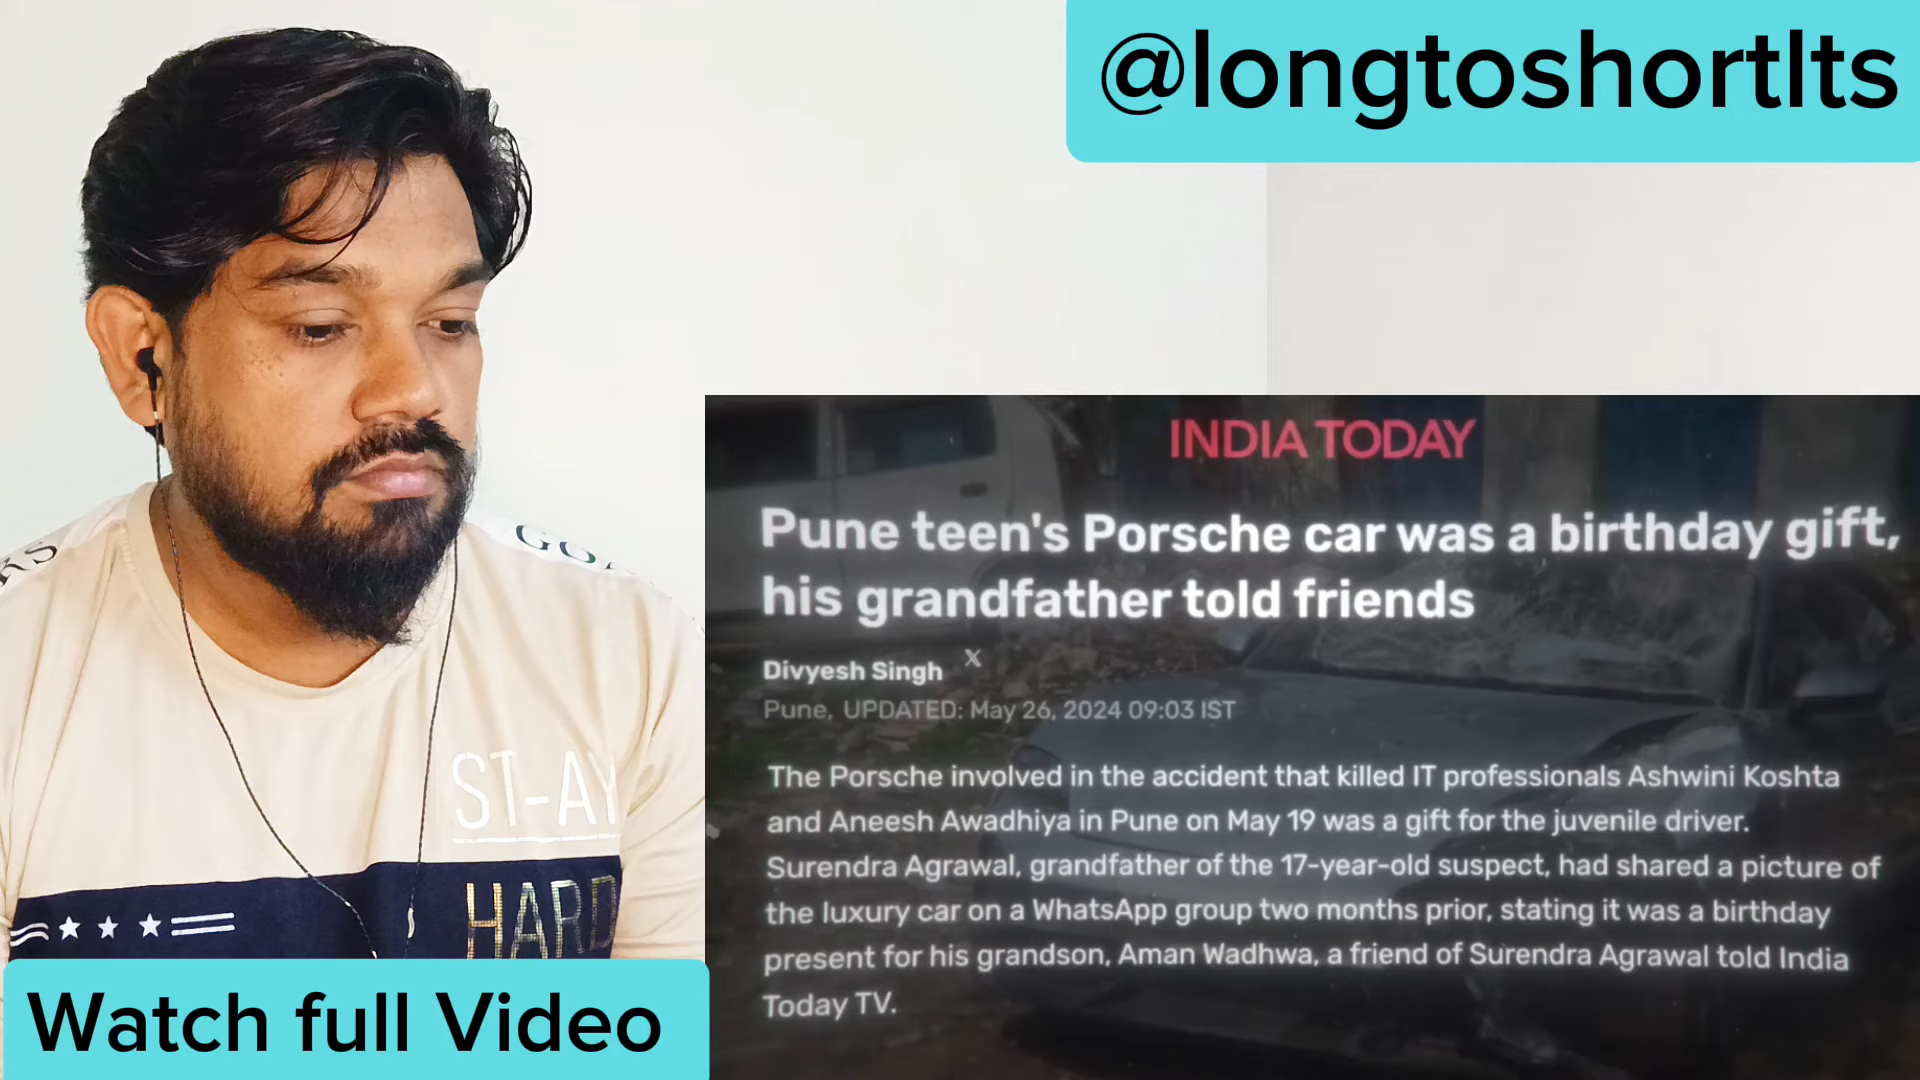 @longtoshortlts
INDIA TODAY
Pune teen's Porsche car was a birthday gift,
his grandfather told friends
Divyesh Singh X
Pune, UPDATED: May 26, 2024 09:03 IST
The Porsche involved in the accident that killed IT professionals Ashwini Koshta
and Aneesh Awadhiya in Pune on May 19 was a gift for the juvenile driver.
Surendra Agrawal, grandfather of the 17-year-old suspect, had shared a picture of
the luxury car on a WhatsApp group two months prior, stating it was a birthday
present for his grandson, Aman Wadhwa, a friend of Surendra Agrawal told India
Today TV.
ST-AY
HARD
Watch full Video